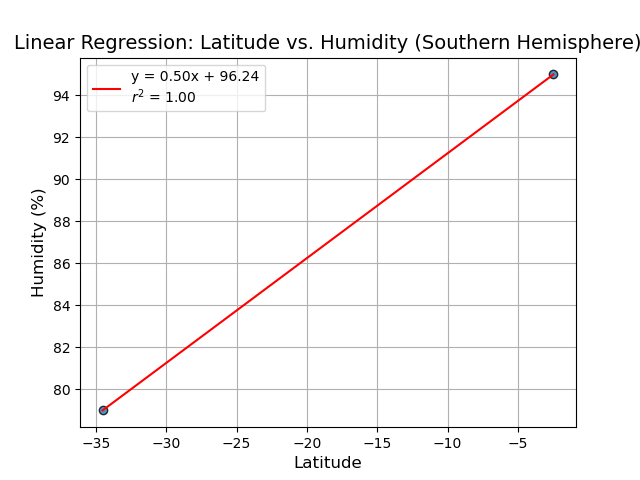 Linear Regression: Latitude vs. Humidity (Southern Hemisphere)
y = 0.50x + 96.24
r² = 1.00
94
92
90
88
86
84
82
80
Humidity (%)
−35 −30 −25 −20 −15 −10 −5
Latitude